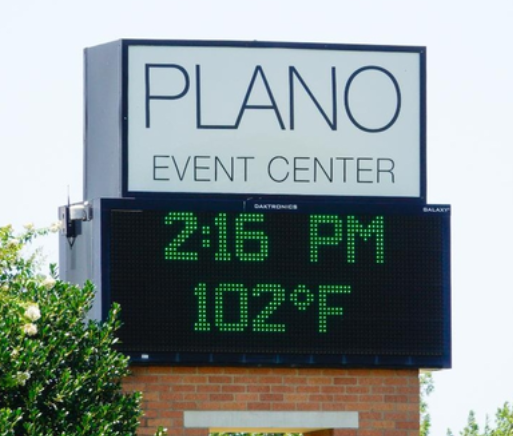 PLANO
EVENT CENTER
DAKTRONICS GALAXY
2:16 PM
102°F